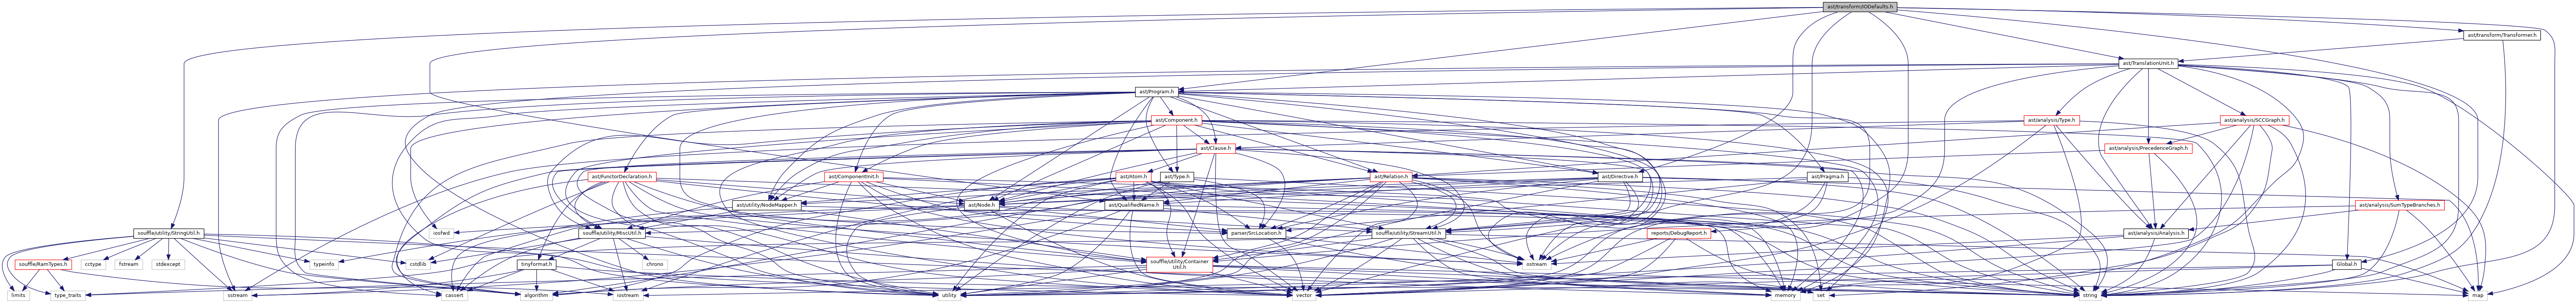 ast/transform/IODefaults.h
ast/transform/Transformer.h
ast/TranslationUnit.h
ast/Program.h
ast/Component.h
ast/analysis/Type.h
ast/analysis/SCCGraph.h
ast/Clause.h
ast/analysis/PrecedenceGraph.h
ast/FunctorDeclaration.h
ast/ComponentInit.h
ast/Atom.h
ast/Type.h
ast/Relation.h
ast/Directive.h
ast/Pragma.h
ast/utility/NodeMapper.h
ast/Node.h
ast/QualifiedName.h
ast/analysis/SumTypeBranches.h
souffle/utility/StringUtil.h
iosfwd
souffle/utility/MiscUtil.h
parser/SrcLocation.h
souffle/utility/StreamUtil.h
reports/DebugReport.h
ast/analysis/Analysis.h
souffle/RamTypes.h
cctype
fstream
stdexcept
typeinfo
cstdlib
tinyformat.h
chrono
souffle/utility/Container
Util.h
ostream
Global.h
limits
type_traits
sstream
cassert
algorithm
iostream
utility
vector
memory
set
string
map